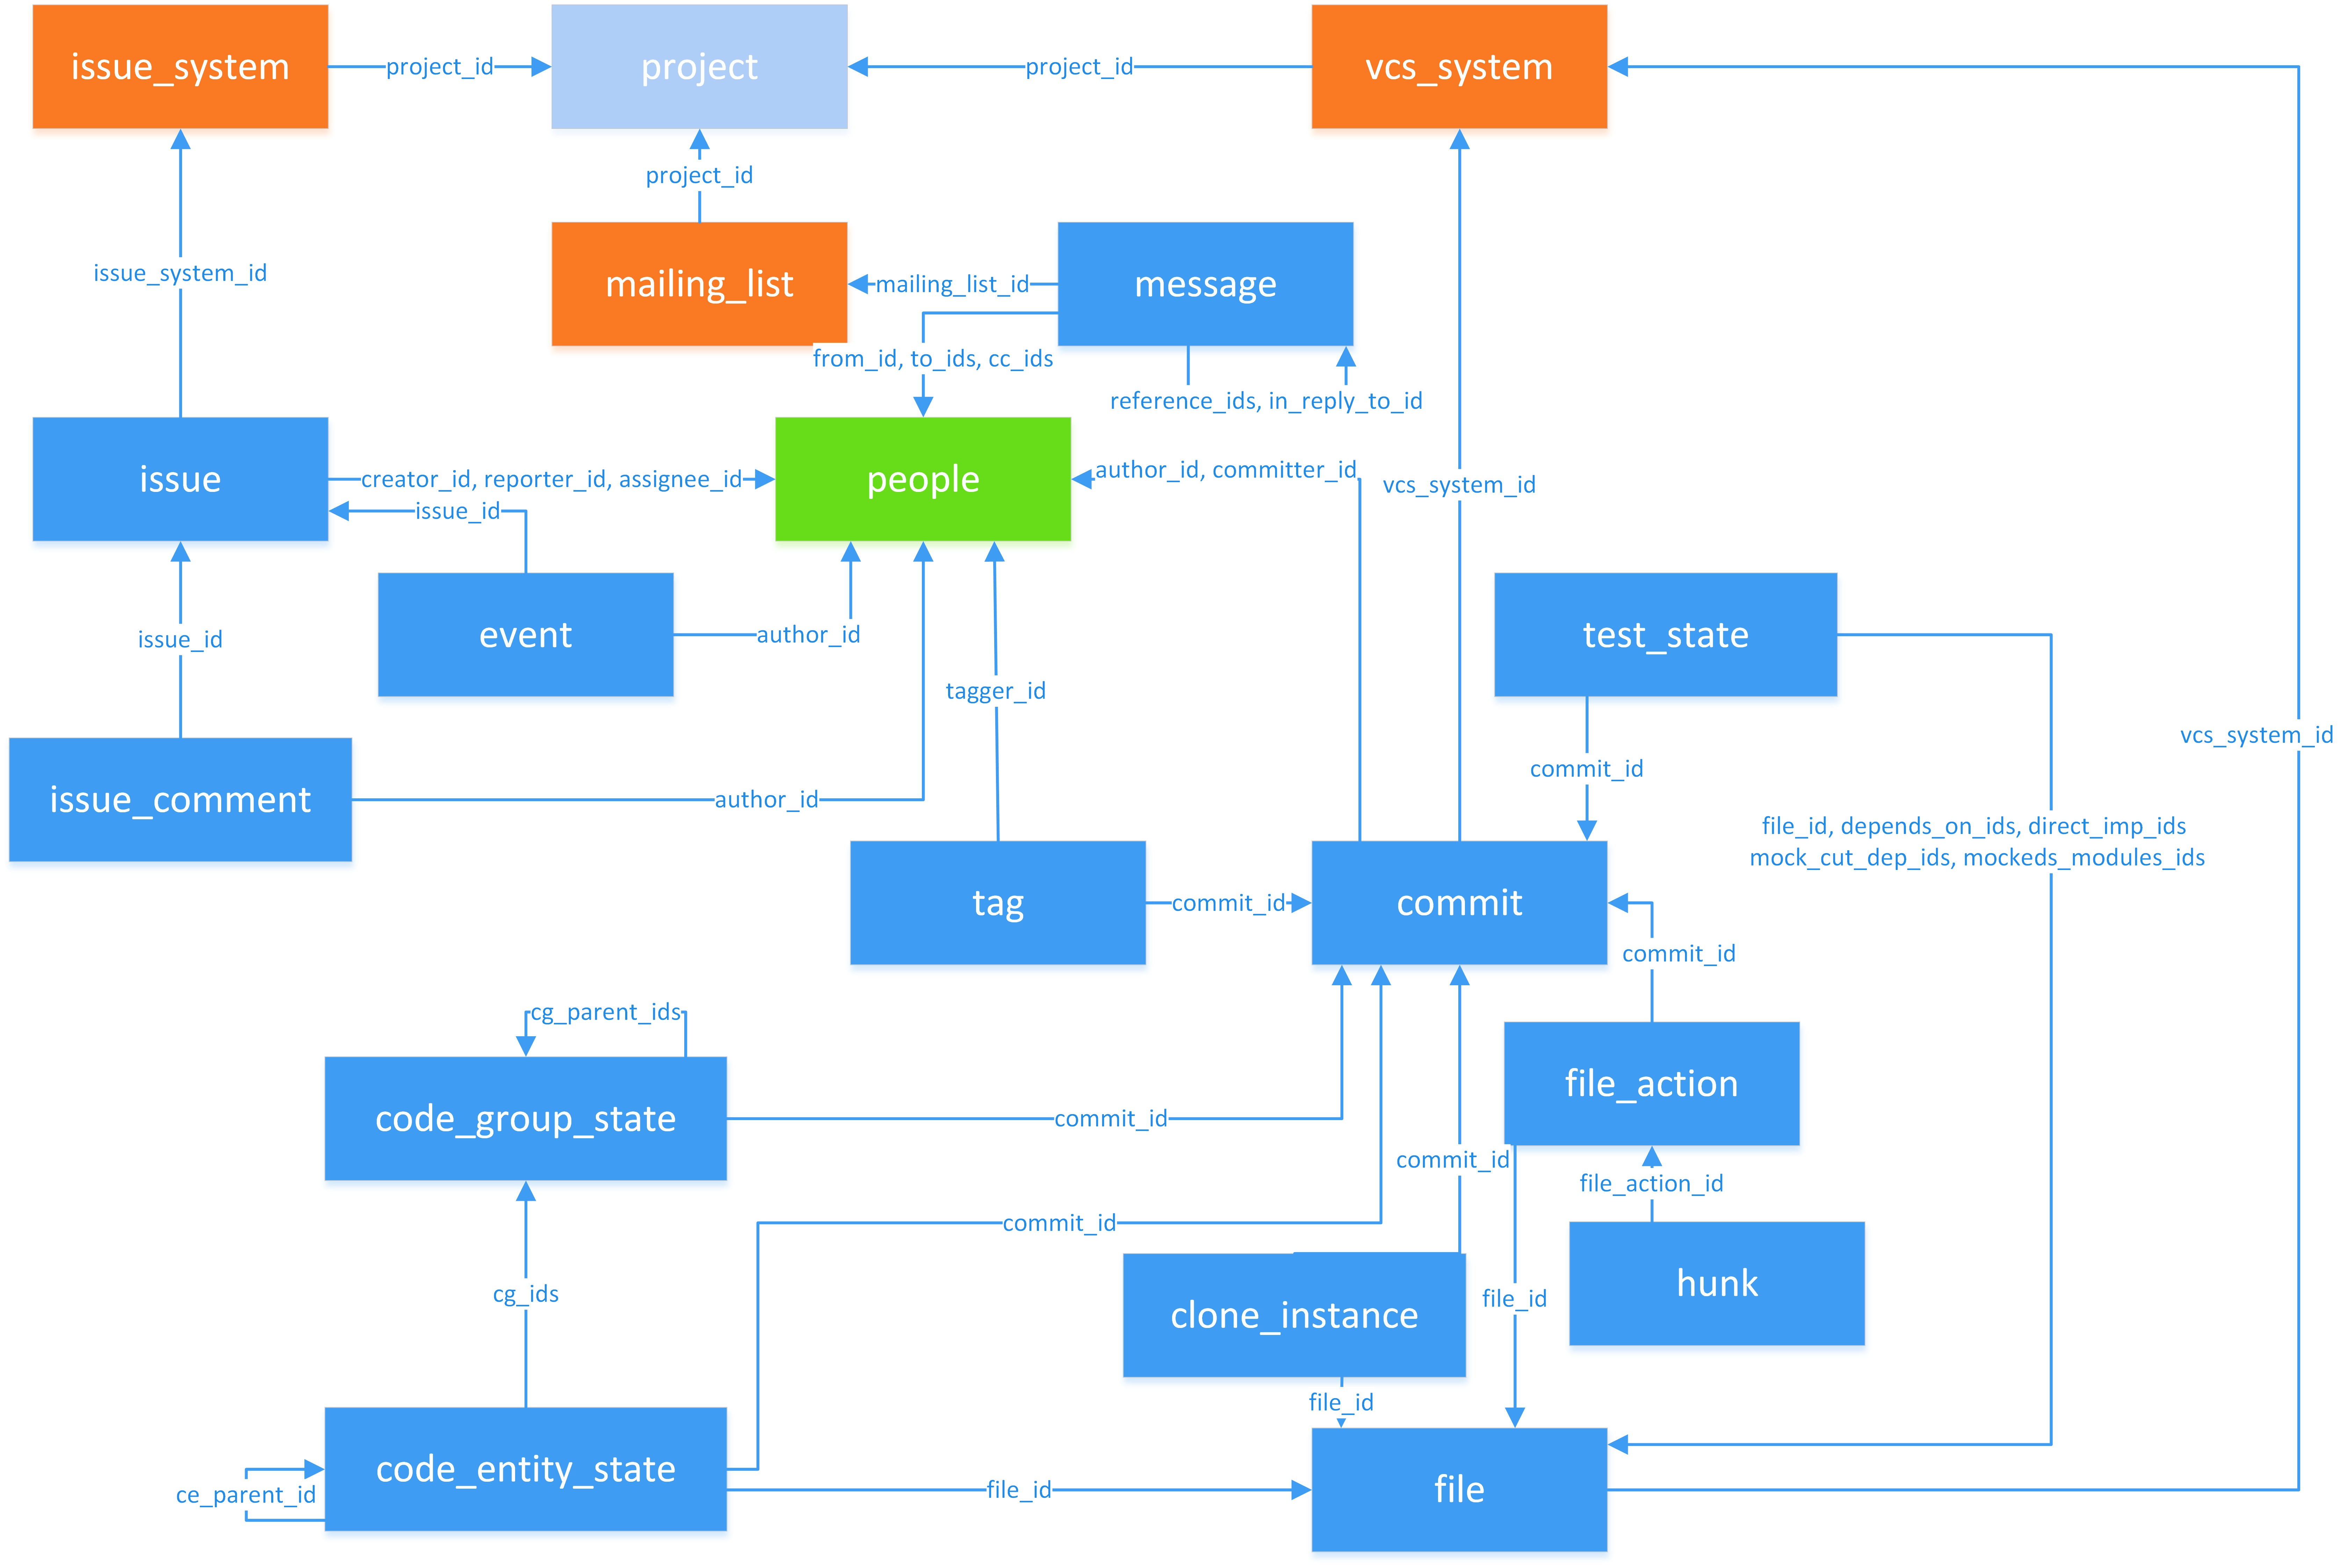 issue_system
project_id
project
project_id
vcs_system
project_id
issue_system_id
mailing_list
mailing_list_id
message
from_id, to_ids, cc_ids
reference_ids, in_reply_to_id
issue
creator_id, reporter_id, assignee_id
people
author_id, committer_id
vcs_system_id
issue_id
event
author_id
test_state
issue_id
tagger_id
vcs_system_id
commit_id
issue_comment
author_id
file_id, depends_on_ids, direct_imp_ids
mock_cut_dep_ids, mockeds_modules_ids
tag
commit_id
commit
commit_id
cg_parent_ids
file_action
code_group_state
commit_id
commit_id
file_action_id
commit_id
hunk
cg_ids
file_id
clone_instance
file_id
code_entity_state
ce_parent_id
file_id
file